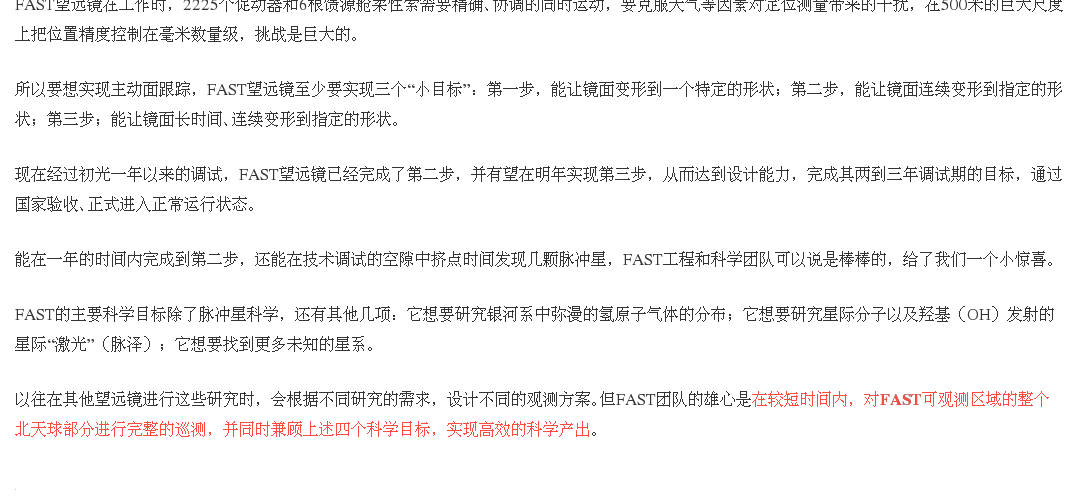 FAST望远镜在工作时，2225个促动器和6根馈源舱柔性索需要精确、协调的同时运动，要克服大气等因素对定位测量带来的干扰，在500米的巨大尺度
上把位置精度控制在毫米数量级，挑战是巨大的。
所以要想实现主动面跟踪，FAST望远镜至少要实现三个“小目标”：第一步，能让镜面变形到一个特定的形状；第二步，能让镜面连续变形到指定的形
状；第三步；能让镜面长时间、连续变形到指定的形状。
现在经过初光一年以来的调试，FAST望远镜已经完成了第二步，并有望在明年实现第三步，从而达到设计能力，完成其两到三年调试期的目标，通过
国家验收、正式进入正常运行状态。
能在一年的时间内完成到第二步，还能在技术调试的空隙中挤点时间发现几颗脉冲星，FAST工程和科学团队可以说是棒棒的，给了我们一个小惊喜。
FAST的主要科学目标除了脉冲星科学，还有其他几项：它想要研究银河系中弥漫的氢原子气体的分布；它想要研究星际分子以及羟基（OH）发射的
星际“激光”（脉泽）；它想要找到更多未知的星系。
以往在其他望远镜进行这些研究时，会根据不同研究的需求，设计不同的观测方案。但FAST团队的雄心是在较短时间内，对FAST可观测区域的整个
北天球部分进行完整的巡测，并同时兼顾上述四个科学目标，实现高效的科学产出。